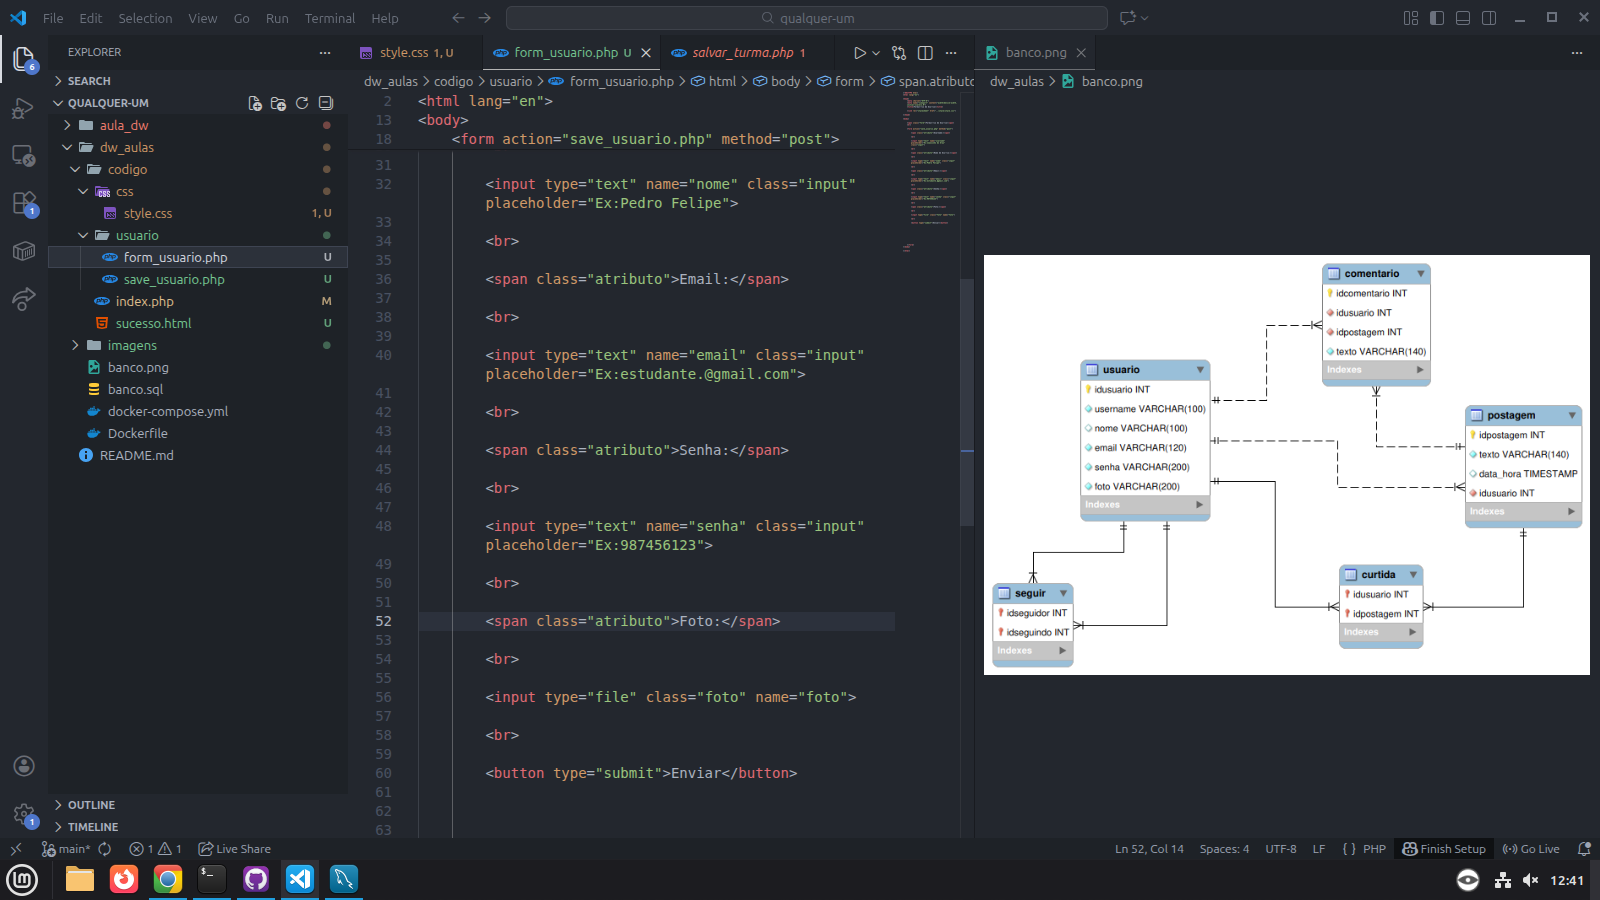 File Edit Selection View Go Run Terminal Help
qualquer-um
EXPLORER
style.css 1, U
form_usuario.php U
salvar_turma.php 1
banco.png
SEARCH
QUALQUER-UM
aula_dw
dw_aulas
codigo
css
style.css 1, U
usuario
form_usuario.php U
save_usuario.php U
index.php M
sucesso.html U
imagens
banco.png
banco.sql
docker-compose.yml
Dockerfile
README.md
OUTLINE
TIMELINE
6
1
1
dw_aulas > codigo > usuario > form_usuario.php > html > body > form > span.atributo
2 <html lang="en">
13 <body>
18 <form action="save_usuario.php" method="post">
31
32 <input type="text" name="nome" class="input"
placeholder="Ex:Pedro Felipe">
33
34 <br>
35
36 <span class="atributo">Email:</span>
37
38 <br>
39
40 <input type="text" name="email" class="input"
placeholder="Ex:estudante.@gmail.com">
41
42 <br>
43
44 <span class="atributo">Senha:</span>
45
46 <br>
47
48 <input type="text" name="senha" class="input"
placeholder="Ex:987456123">
49
50 <br>
51
52 <span class="atributo">Foto:</span>
53
54 <br>
55
56 <input type="file" class="foto" name="foto">
57
58 <br>
59
60 <button type="submit">Enviar</button>
61
62
63
dw_aulas > banco.png
comentario
idcomentario INT
idusuario INT
idpostagem INT
texto VARCHAR(140)
Indexes
usuario
idusuario INT
username VARCHAR(100)
nome VARCHAR(100)
email VARCHAR(120)
senha VARCHAR(200)
foto VARCHAR(200)
Indexes
postagem
idpostagem INT
texto VARCHAR(140)
data_hora TIMESTAMP
idusuario INT
Indexes
seguir
idseguidor INT
idseguindo INT
Indexes
curtida
idusuario INT
idpostagem INT
Indexes
main* 1 1 Live Share
Ln 52, Col 14 Spaces: 4 UTF-8 LF { } PHP Finish Setup Go Live
12:41